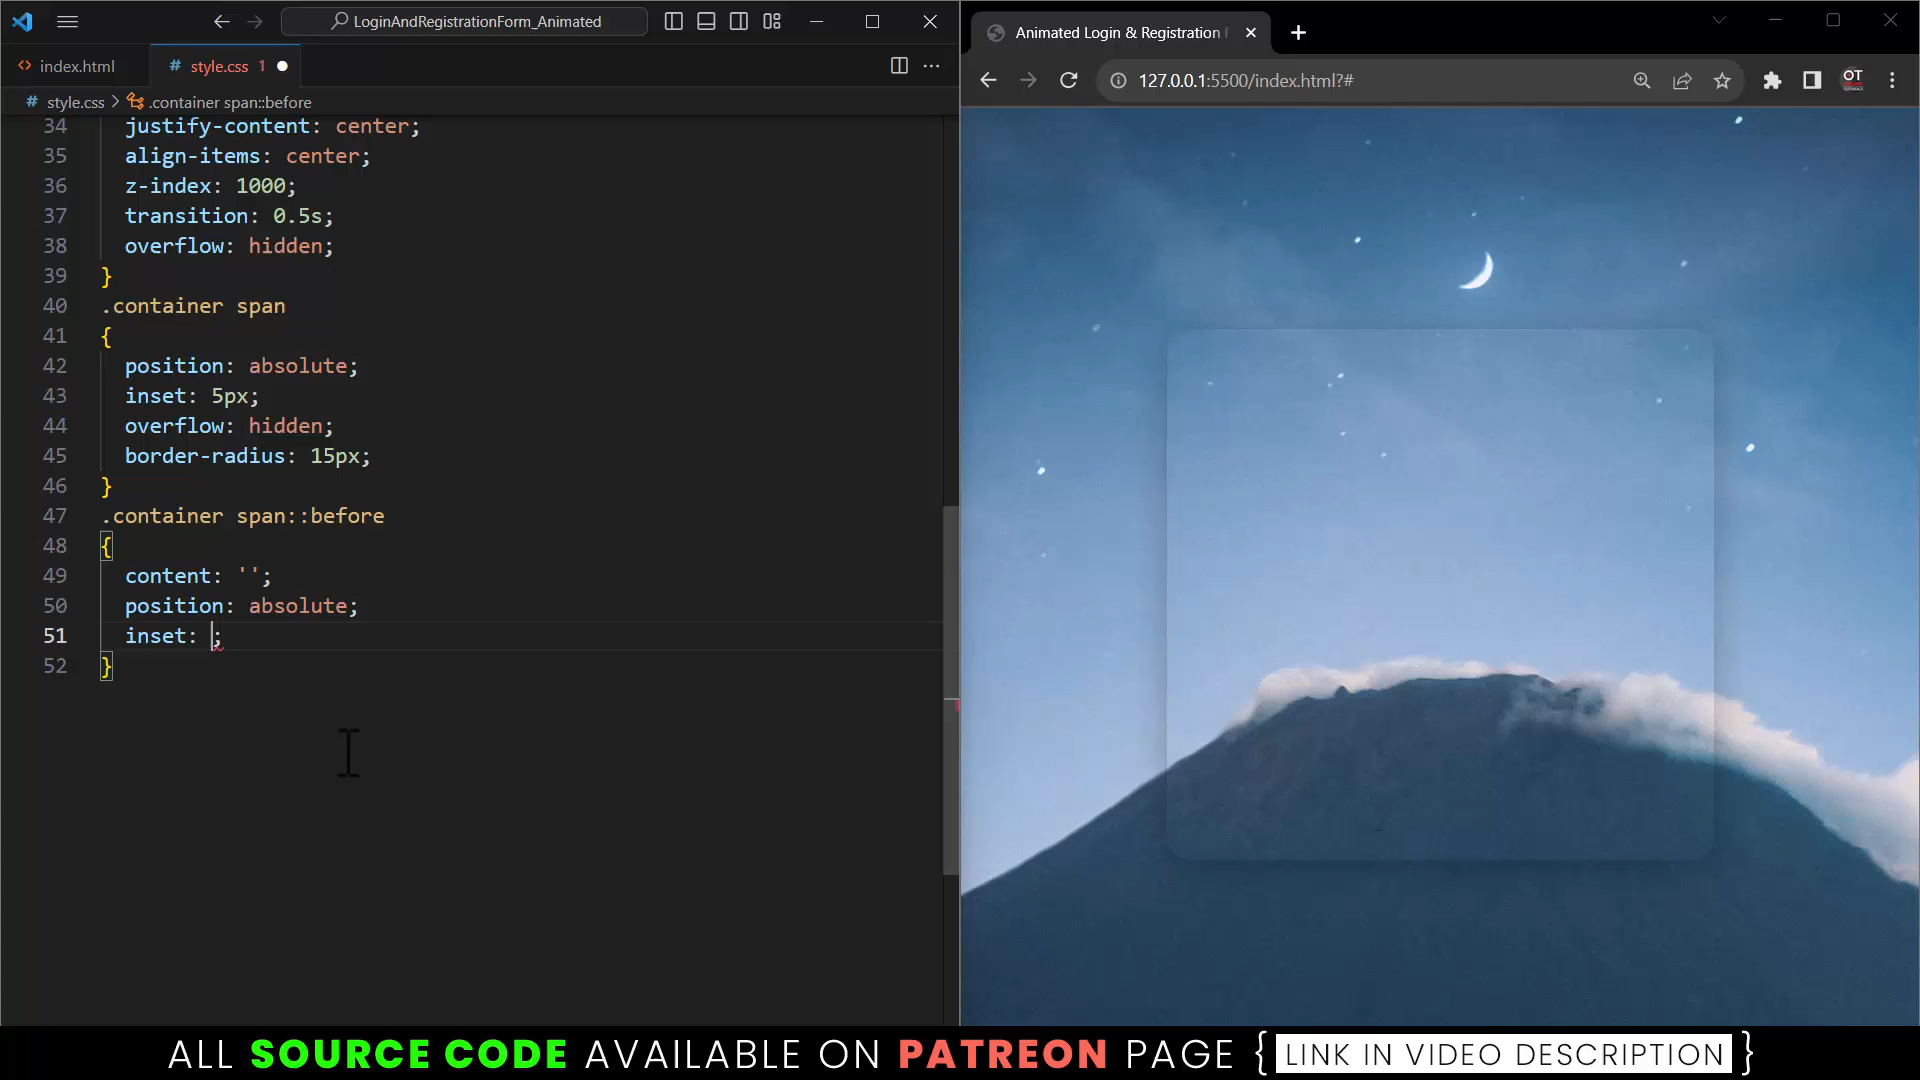 LoginAndRegistrationForm_Animated
index.html
# style.css 1
# style.css > .container span::before
34 justify-content: center;
35 align-items: center;
36 z-index: 1000;
37 transition: 0.5s;
38 overflow: hidden;
39 }
40 .container span
41 {
42 position: absolute;
43 inset: 5px;
44 overflow: hidden;
45 border-radius: 15px;
46 }
47 .container span::before
48 {
49 content: '';
50 position: absolute;
51 inset: ;
52 }
Animated Login & Registration
127.0.0.1:5500/index.html?#
OT
ALL SOURCE CODE AVAILABLE ON PATREON PAGE { LINK IN VIDEO DESCRIPTION }